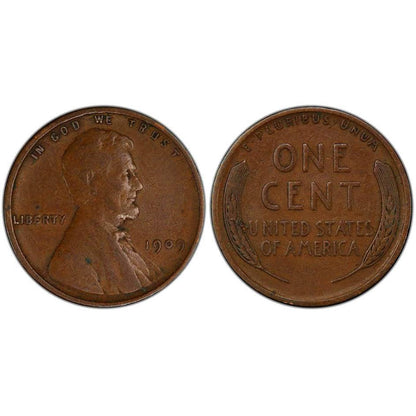 IN GOD WE TRUST
LIBERTY
1909
E·PLURIBUS·UNUM
ONE
CENT
UNITED STATES
OF AMERICA